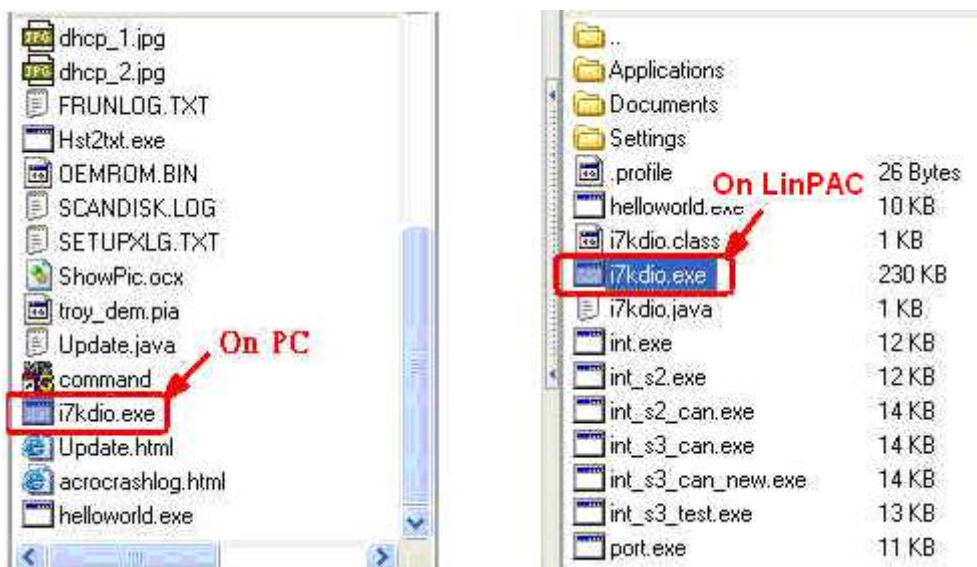 dhcp_1.jpg
dhcp_2.jpg
FRUNLOG.TXT
Hst2txt.exe
OEMROM.BIN
SCANDISK.LOG
SETUPXLG.TXT
ShowPic.ocx
troy_dem.pia
Update.java
On PC
command
i7kdio.exe
Update.html
acrocrashlog.html
helloworld.exe
..
Applications
Documents
Settings
.profile 26 Bytes
On LinPAC
helloworld.exe 10 KB
i7kdio.class 1 KB
i7kdio.exe 230 KB
i7kdio.java 1 KB
int.exe 12 KB
int_s2.exe 12 KB
int_s2_can.exe 14 KB
int_s3_can.exe 14 KB
int_s3_can_new.exe 14 KB
int_s3_test.exe 13 KB
port.exe 11 KB